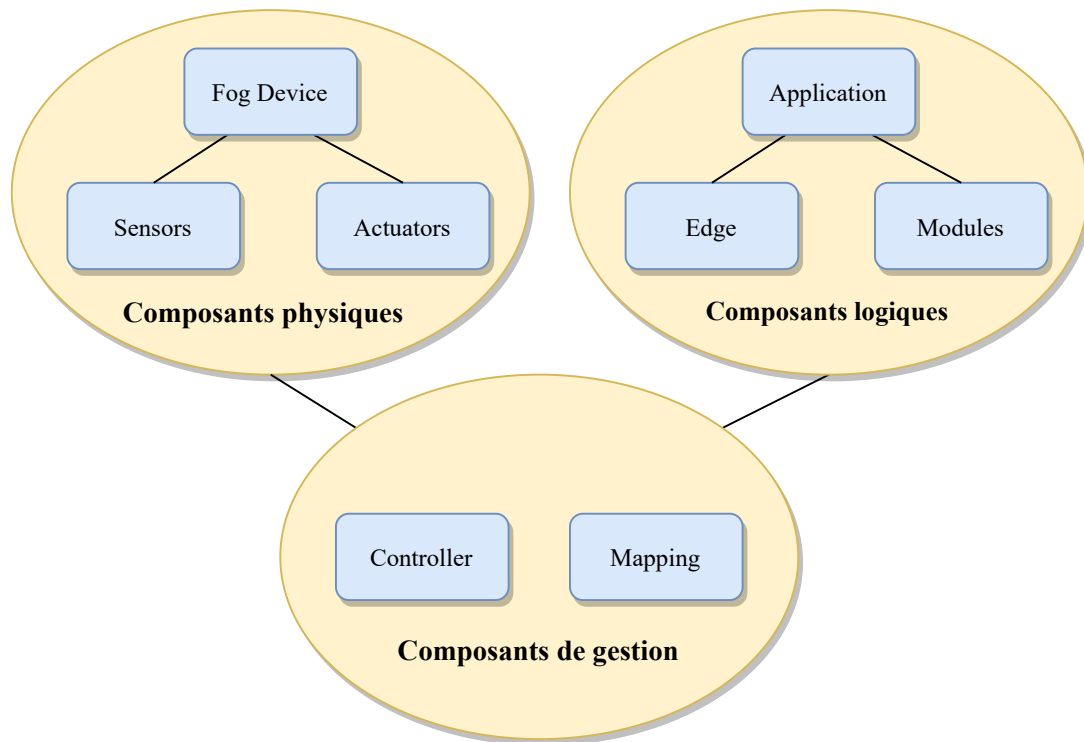 Fog Device
Sensors
Actuators
Composants physiques
Application
Edge
Modules
Composants logiques
Controller
Mapping
Composants de gestion